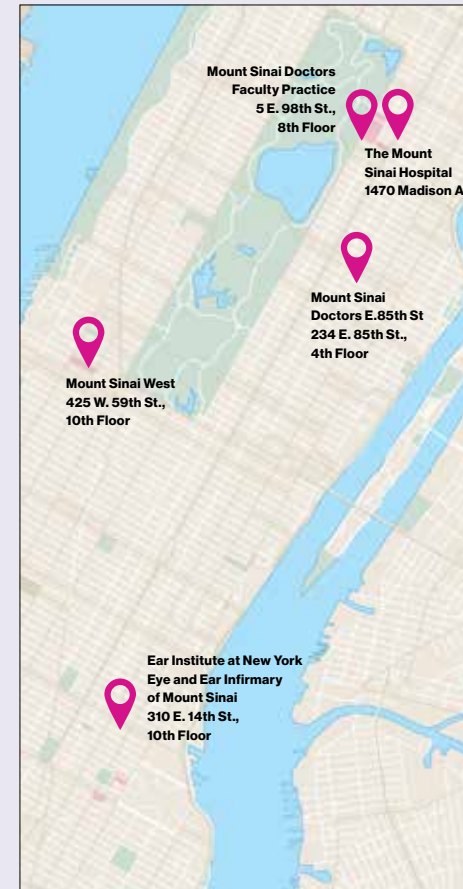 Mount Sinai Doctors
Faculty Practice
5 E. 98th St.,
8th Floor
The Mount
Sinai Hospital
1470 Madison A
Mount Sinai
Doctors E.85th St
234 E. 85th St.,
4th Floor
Mount Sinai West
425 W. 59th St.,
10th Floor
Ear Institute at New York
Eye and Ear Infirmary
of Mount Sinai
310 E. 14th St.,
10th Floor